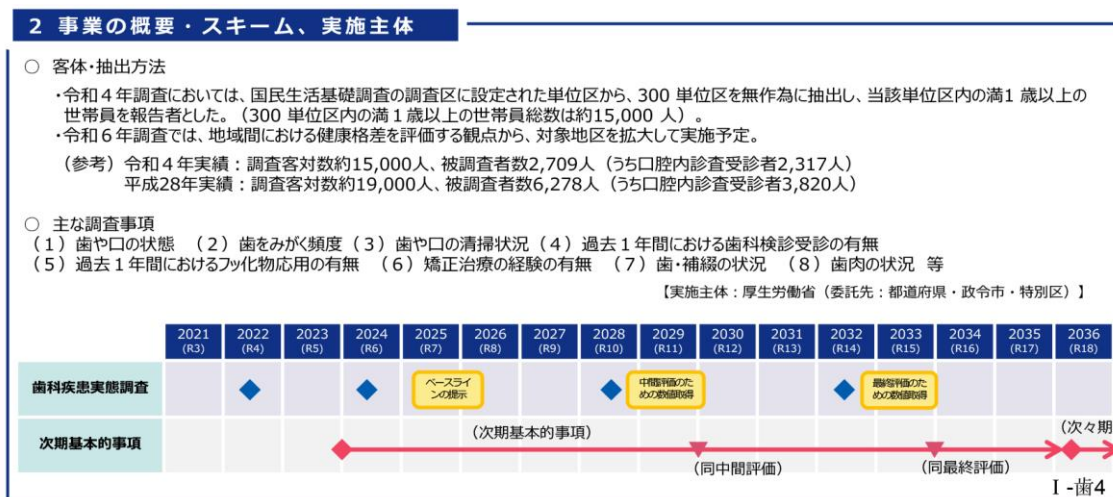 2 事業の概要・スキーム、実施主体
○ 客体・抽出方法
・令和４年調査においては、国民生活基礎調査の調査区に設定された単位区から、300 単位区を無作為に抽出し、当該単位区内の満１歳以上の
世帯員を報告者とした。（300 単位区内の満１歳以上の世帯員総数は約15,000 人）。
・令和６年調査では、地域間における健康格差を評価する観点から、対象地区を拡大して実施予定。
（参考）令和４年実績：調査客対数約15,000人、被調査者数2,709人（うち口腔内診査受診者2,317人）
平成28年実績：調査客対数約19,000人、被調査者数6,278人（うち口腔内診査受診者3,820人）
○ 主な調査事項
（１）歯や口の状態 （２）歯をみがく頻度（３）歯や口の清掃状況（４）過去１年間における歯科検診受診の有無
（５）過去１年間におけるフッ化物応用の有無 （６）矯正治療の経験の有無 （７）歯・補綴の状況 （８）歯肉の状況 等
【実施主体：厚生労働省（委託先：都道府県・政令市・特別区）】
2021 2022 2023 2024 2025 2026 2027 2028 2029 2030 2031 2032 2033 2034 2035 2036
(R3) (R4) (R5) (R6) (R7) (R8) (R9) (R10) (R11) (R12) (R13) (R14) (R15) (R16) (R17) (R18)
歯科疾患実態調査
ベースライ
ンの提示
中間評価のた
めの数値取得
最終評価のた
めの数値取得
次期基本的事項
（次期基本的事項）
（次々期
（同中間評価）
（同最終評価）
Ⅰ-歯4